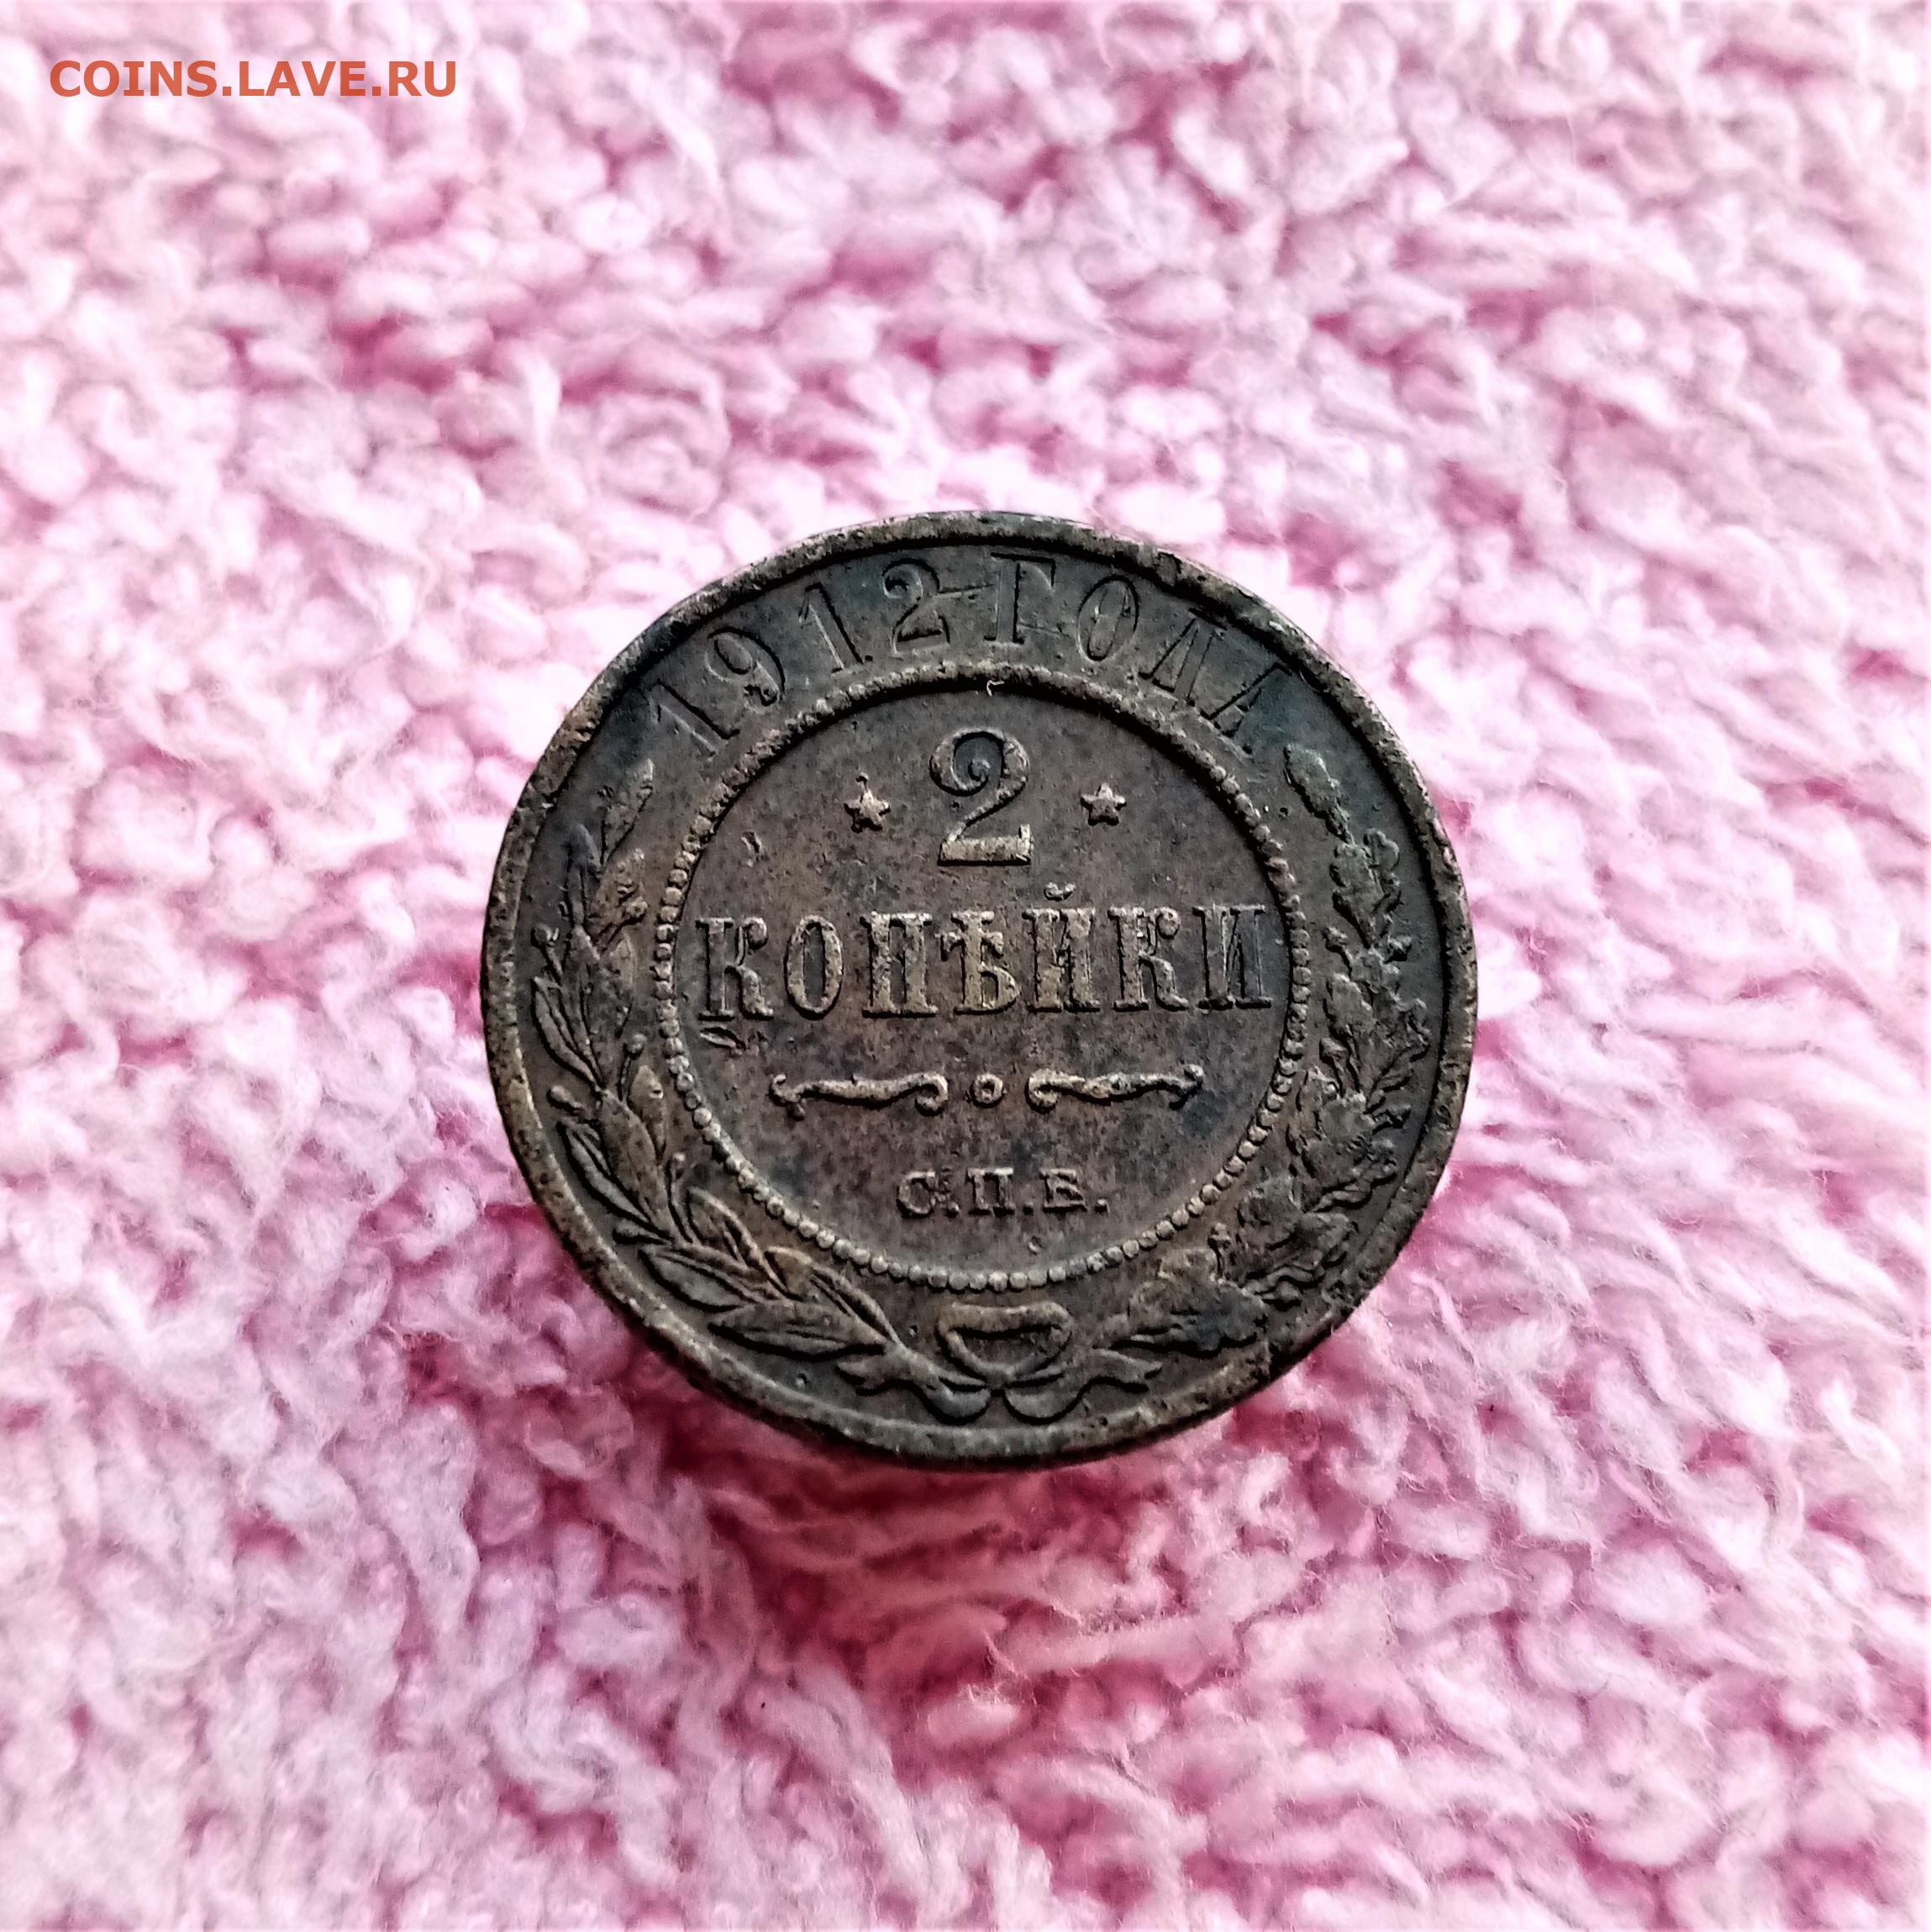 COINS.LAVE.RU
1912 ГОДА
2
КОПѢЙКИ
С.П.Б.